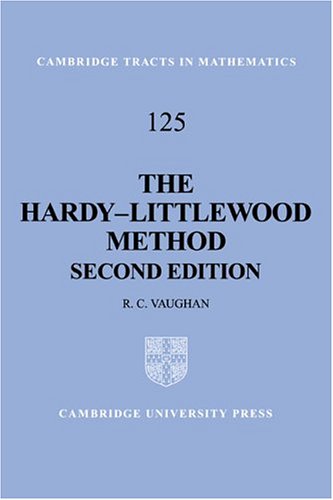 CAMBRIDGE TRACTS IN MATHEMATICS
125
THE
HARDY–LITTLEWOOD
METHOD
SECOND EDITION
R. C. VAUGHAN
CAMBRIDGE UNIVERSITY PRESS